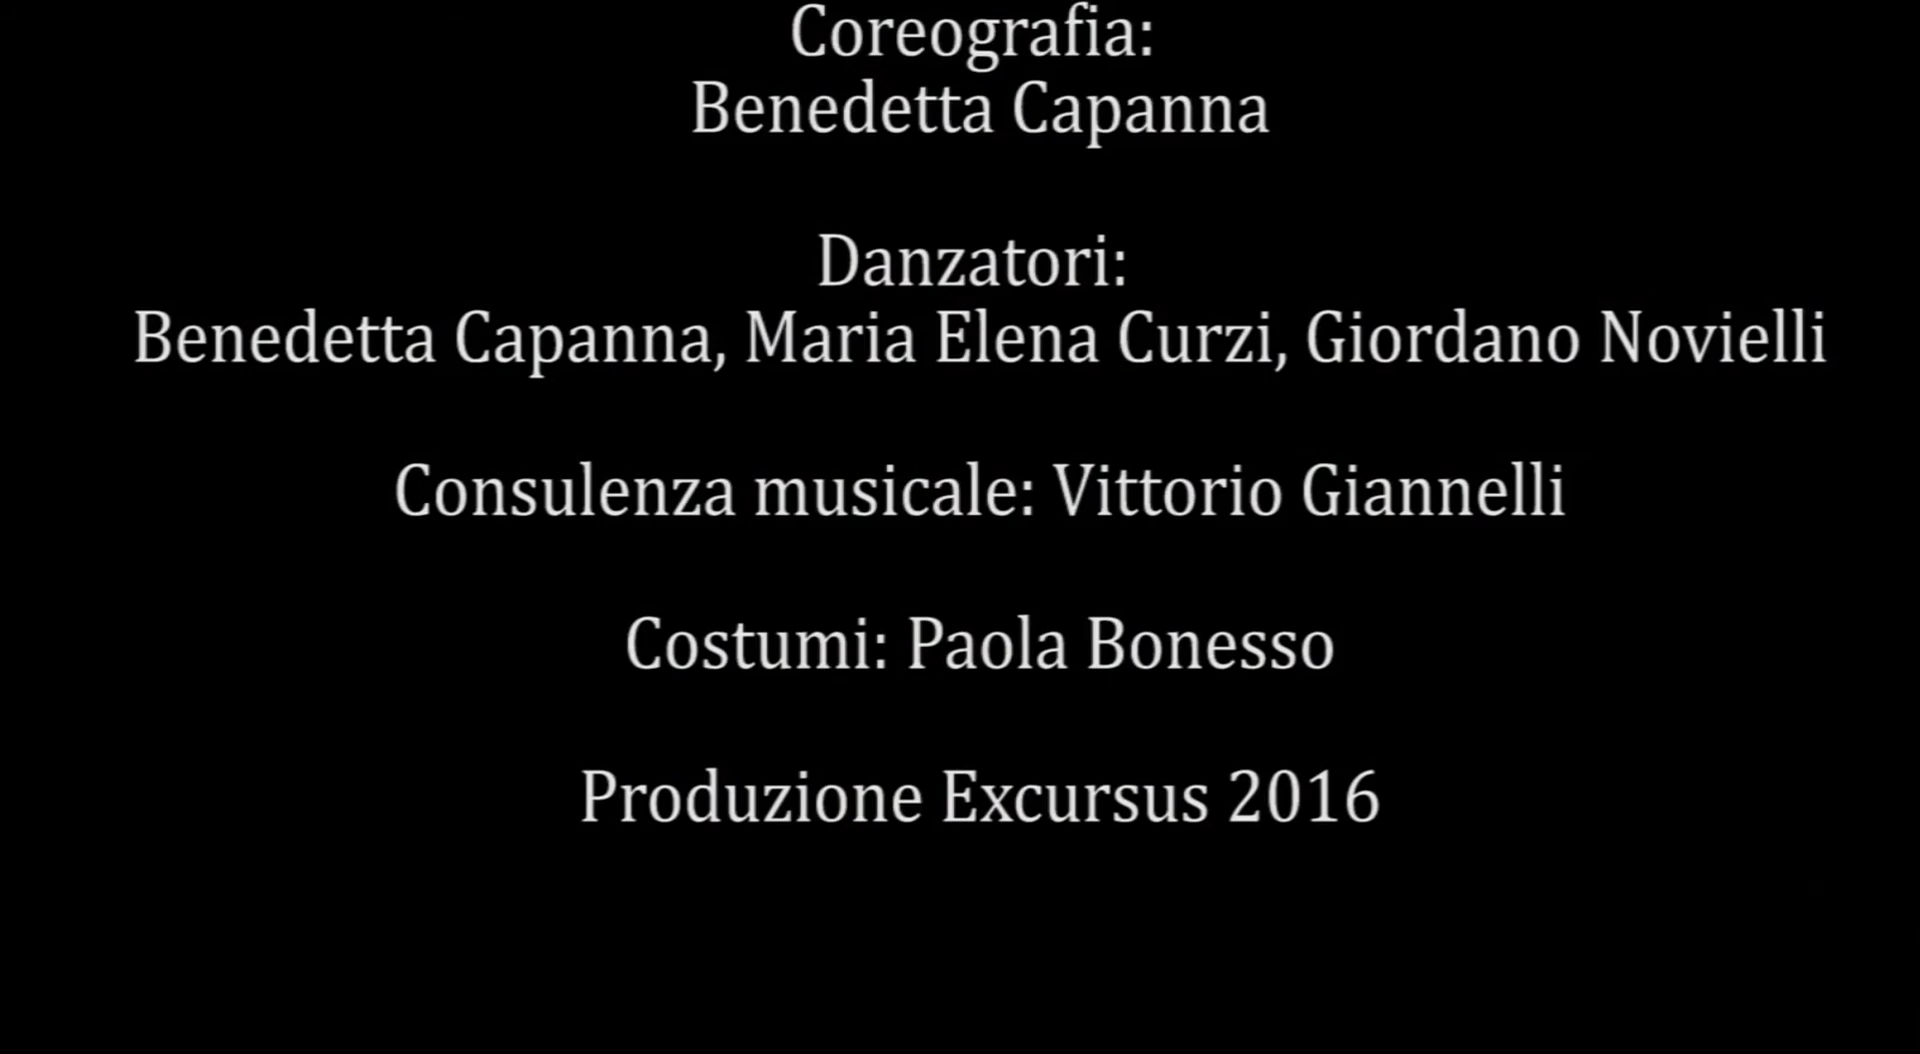 Coreografia:
Benedetta Capanna
Danzatori:
Benedetta Capanna, Maria Elena Curzi, Giordano Novielli
Consulenza musicale: Vittorio Giannelli
Costumi: Paola Bonesso
Produzione Excursus 2016